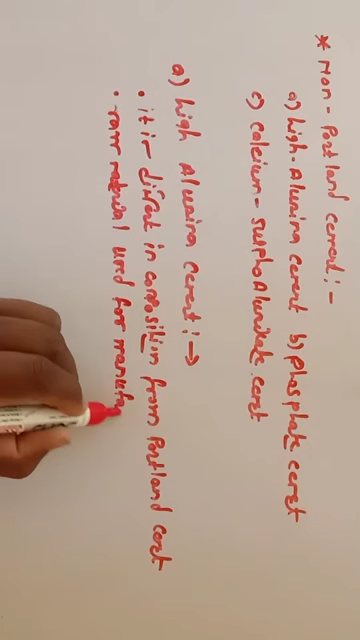 * Non - Portland cement :-
a) high - Alumina cement b) phosphate cement
c) calcium - sulphoAluminate cement
a) high Alumina cement :- →
• it is different in composition from Portland cement
• raw material used for manufa